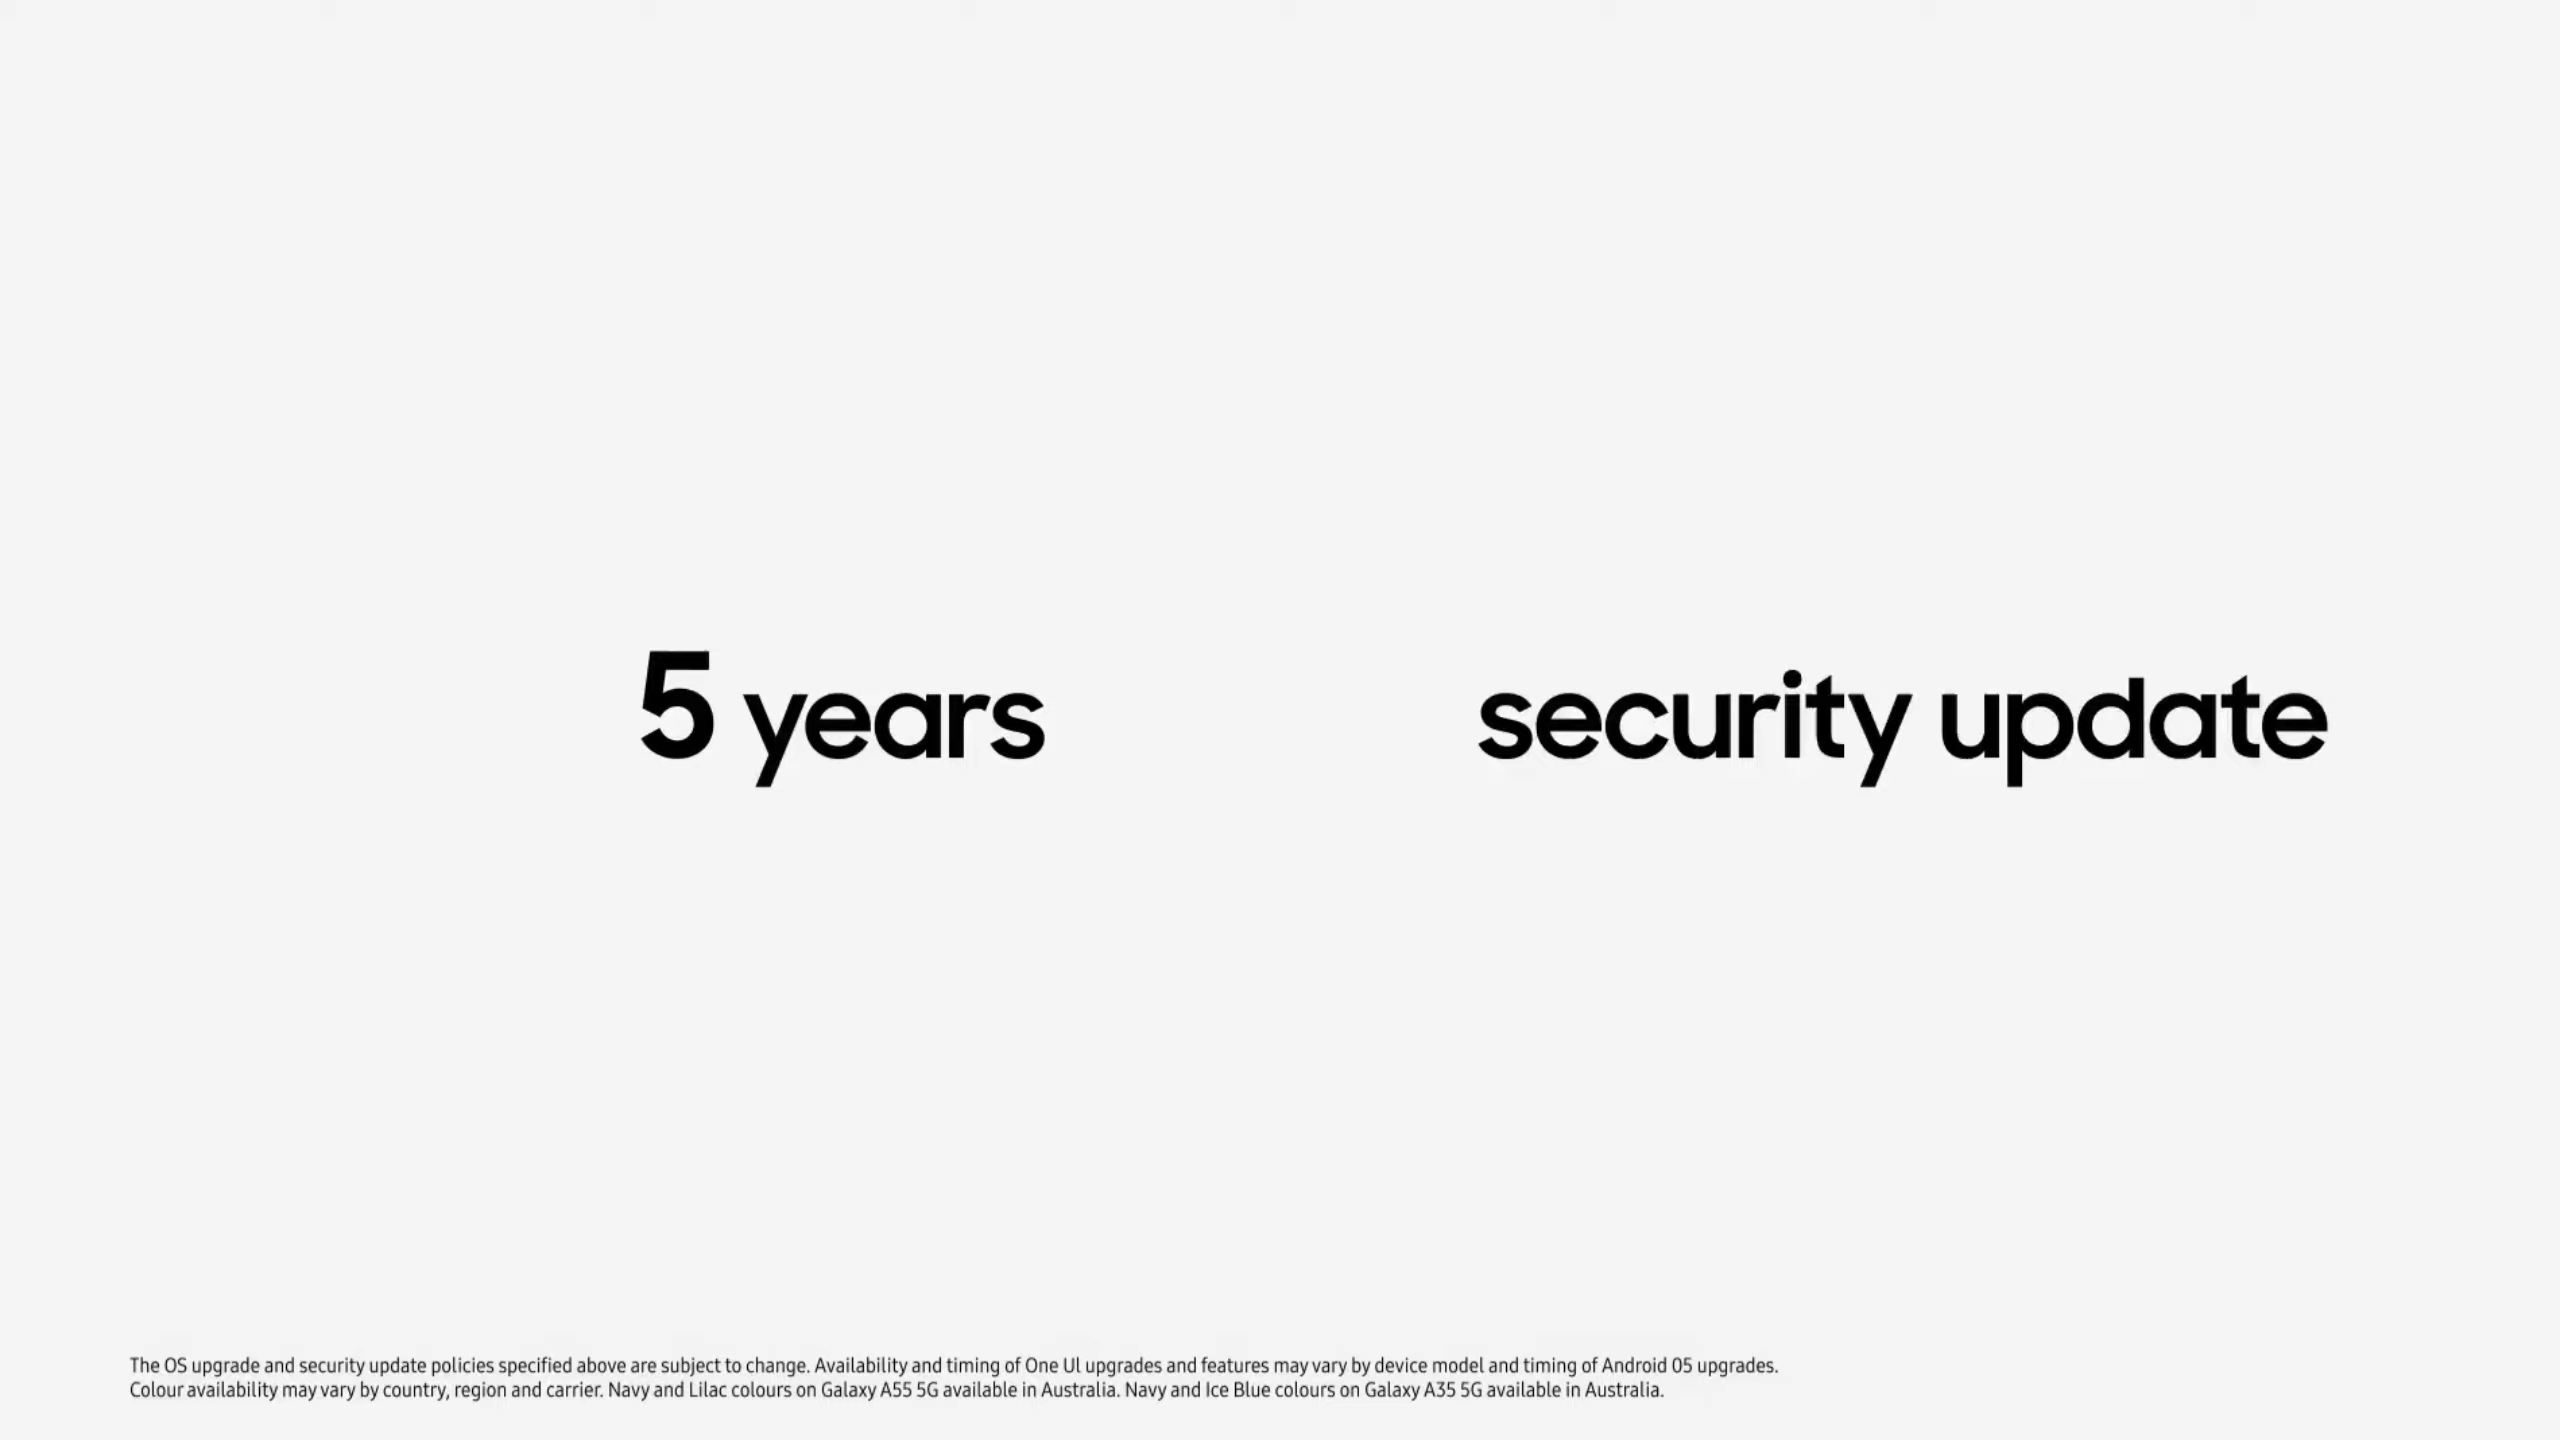 5 years security update
The OS upgrade and security update policies specified above are subject to change. Availability and timing of One UI upgrades and features may vary by device model and timing of Android 05 upgrades.
Colour availability may vary by country, region and carrier. Navy and Lilac colours on Galaxy A55 5G available in Australia. Navy and Ice Blue colours on Galaxy A35 5G available in Australia.